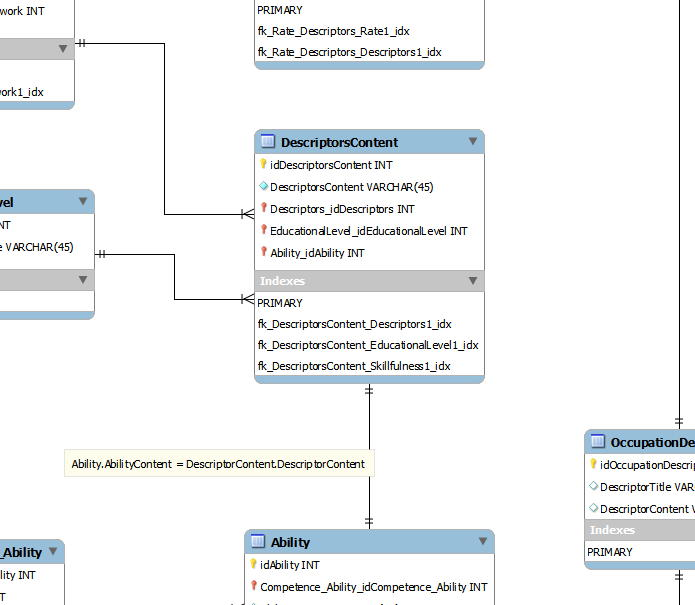 work INT
work1_idx
PRIMARY
fk_Rate_Descriptors_Rate1_idx
fk_Rate_Descriptors_Descriptors1_idx
DescriptorsContent
idDescriptorsContent INT
DescriptorsContent VARCHAR(45)
Descriptors_idDescriptors INT
EducationalLevel_idEducationalLevel INT
Ability_idAbility INT
Indexes
PRIMARY
fk_DescriptorsContent_Descriptors1_idx
fk_DescriptorsContent_EducationalLevel1_idx
fk_DescriptorsContent_Skillfulness1_idx
vel
NT
e VARCHAR(45)
Ability.AbilityContent = DescriptorContent.DescriptorContent
OccupationDe
idOccupationDescrip
DescriptorTitle VAR
DescriptorContent V
Indexes
PRIMARY
_Ability
lity INT
T
Ability
idAbility INT
Competence_Ability_idCompetence_Ability INT